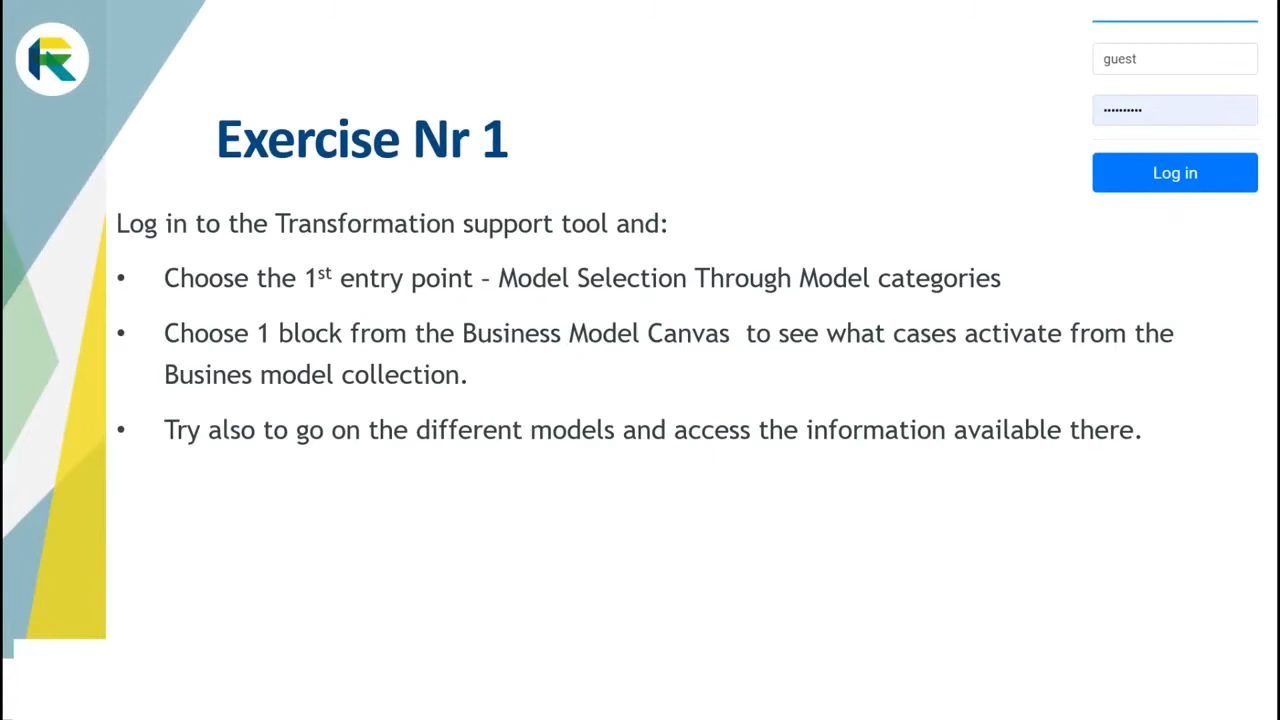 guest
••••••••••
Log in
Exercise Nr 1
Log in to the Transformation support tool and:
• Choose the 1st entry point – Model Selection Through Model categories
• Choose 1 block from the Business Model Canvas to see what cases activate from the
Busines model collection.
• Try also to go on the different models and access the information available there.